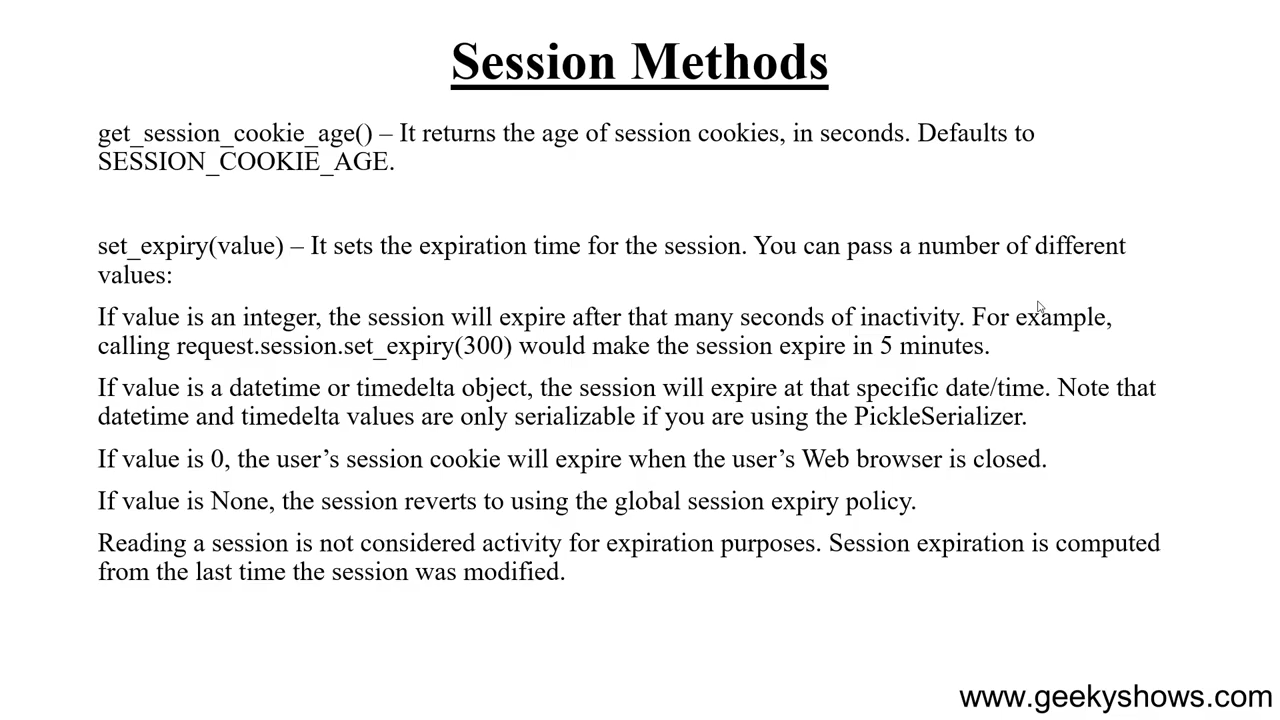 Session Methods
get_session_cookie_age() – It returns the age of session cookies, in seconds. Defaults to
SESSION_COOKIE_AGE.
set_expiry(value) – It sets the expiration time for the session. You can pass a number of different
values:
If value is an integer, the session will expire after that many seconds of inactivity. For example,
calling request.session.set_expiry(300) would make the session expire in 5 minutes.
If value is a datetime or timedelta object, the session will expire at that specific date/time. Note that
datetime and timedelta values are only serializable if you are using the PickleSerializer.
If value is 0, the user’s session cookie will expire when the user’s Web browser is closed.
If value is None, the session reverts to using the global session expiry policy.
Reading a session is not considered activity for expiration purposes. Session expiration is computed
from the last time the session was modified.
www.geekyshows.com